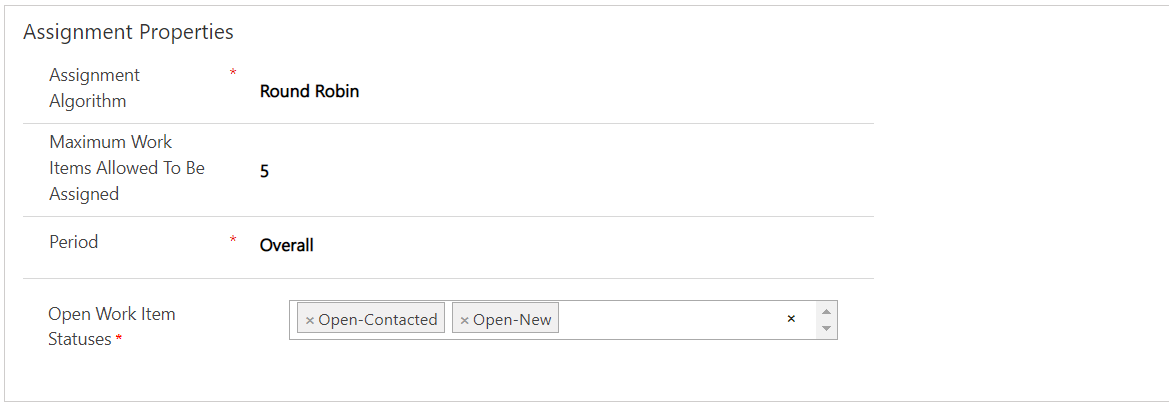 Assignment Properties
Assignment *
Algorithm
Round Robin
Maximum Work
Items Allowed To Be
Assigned
5
Period * Overall
Open Work Item
Statuses *
× Open-Contacted × Open-New ×